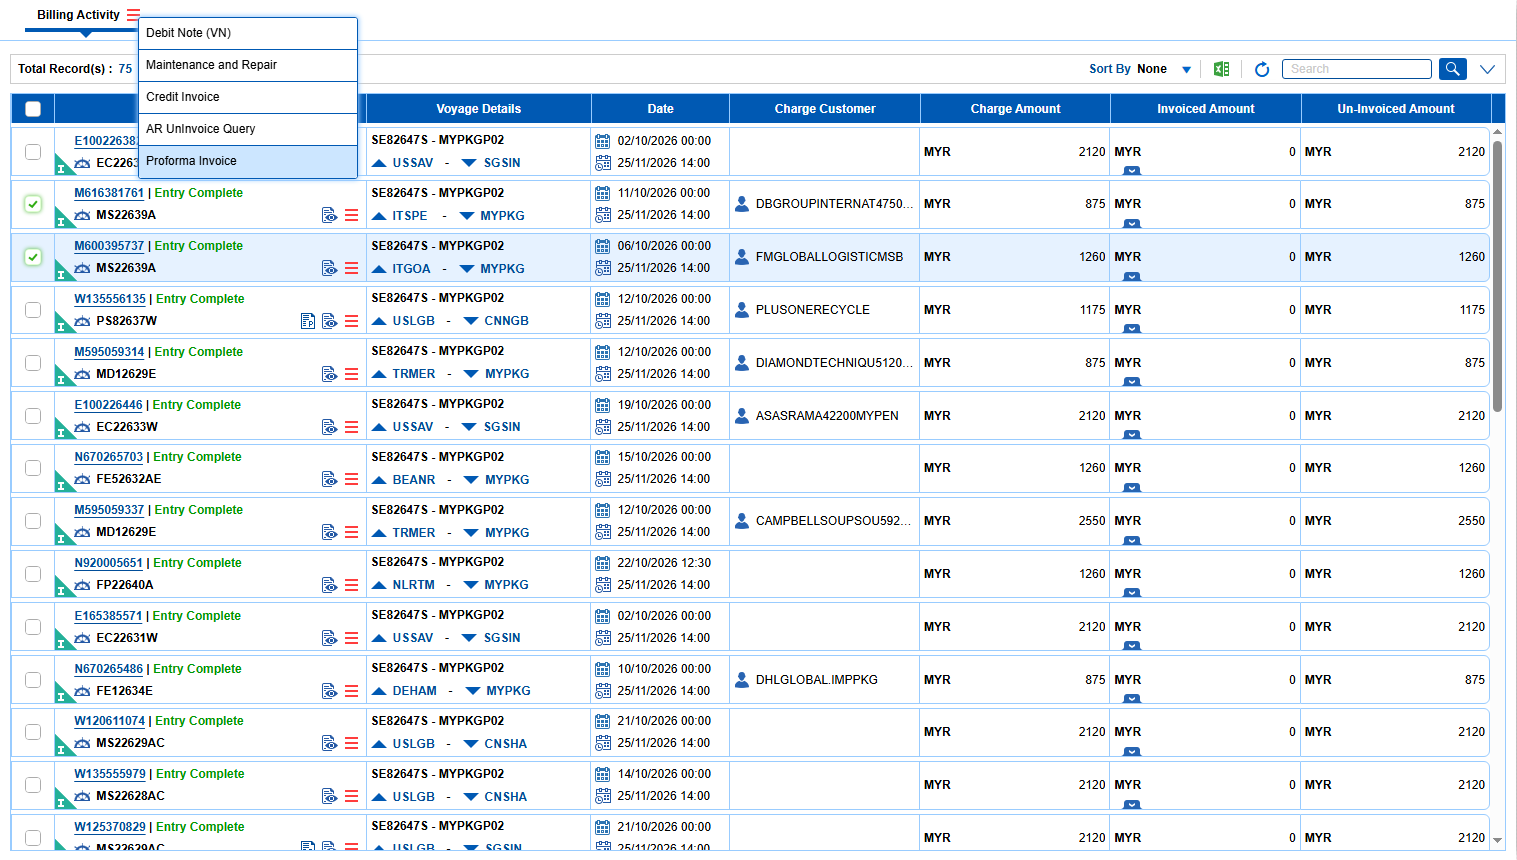 Billing Activity
Debit Note (VN)
Maintenance and Repair
Credit Invoice
AR UnInvoice Query
Proforma Invoice
Total Record(s) : 75
Sort By None
Search
Voyage Details Date Charge Customer Charge Amount Invoiced Amount Un-Invoiced Amount
SE82647S - MYPKGP02 02/10/2026 00:00
USSAV - SGSIN 25/11/2026 14:00
MYR 2120 MYR 0 MYR 2120
M616381761 | Entry Complete SE82647S - MYPKGP02 11/10/2026 00:00
I MS22639A ITSPE - MYPKG 25/11/2026 14:00
DBGROUPINTERNAT4750... MYR 875 MYR 0 MYR 875
M600395737 | Entry Complete SE82647S - MYPKGP02 06/10/2026 00:00
I MS22639A ITGOA - MYPKG 25/11/2026 14:00
FMGLOBALLOGISTICMSB MYR 1260 MYR 0 MYR 1260
W135556135 | Entry Complete SE82647S - MYPKGP02 12/10/2026 00:00
I PS82637W USLGB - CNNGB 25/11/2026 14:00
PLUSONERECYCLE MYR 1175 MYR 0 MYR 1175
M595059314 | Entry Complete SE82647S - MYPKGP02 12/10/2026 00:00
I MD12629E TRMER - MYPKG 25/11/2026 14:00
DIAMONDTECHNIQU5120... MYR 875 MYR 0 MYR 875
E100226446 | Entry Complete SE82647S - MYPKGP02 19/10/2026 00:00
I EC22633W USSAV - SGSIN 25/11/2026 14:00
ASASRAMA42200MYPEN MYR 2120 MYR 0 MYR 2120
N670265703 | Entry Complete SE82647S - MYPKGP02 15/10/2026 00:00
I FE52632AE BEANR - MYPKG 25/11/2026 14:00
MYR 1260 MYR 0 MYR 1260
M595059337 | Entry Complete SE82647S - MYPKGP02 12/10/2026 00:00
I MD12629E TRMER - MYPKG 25/11/2026 14:00
CAMPBELLSOUPSOU592... MYR 2550 MYR 0 MYR 2550
N920005651 | Entry Complete SE82647S - MYPKGP02 22/10/2026 12:30
I FP22640A NLRTM - MYPKG 25/11/2026 14:00
MYR 1260 MYR 0 MYR 1260
E165385571 | Entry Complete SE82647S - MYPKGP02 02/10/2026 00:00
I EC22631W USSAV - SGSIN 25/11/2026 14:00
MYR 2120 MYR 0 MYR 2120
N670265486 | Entry Complete SE82647S - MYPKGP02 10/10/2026 00:00
I FE12634E DEHAM - MYPKG 25/11/2026 14:00
DHLGLOBAL.IMPPKG MYR 875 MYR 0 MYR 875
W120611074 | Entry Complete SE82647S - MYPKGP02 21/10/2026 00:00
I MS22629AC USLGB - CNSHA 25/11/2026 14:00
MYR 2120 MYR 0 MYR 2120
W135555979 | Entry Complete SE82647S - MYPKGP02 14/10/2026 00:00
I MS22628AC USLGB - CNSHA 25/11/2026 14:00
MYR 2120 MYR 0 MYR 2120
W125370829 | Entry Complete SE82647S - MYPKGP02 21/10/2026 00:00
MS22629AC USLGB - SGSIN 25/11/2026 14:00
MYR 2120 MYR 0 MYR 2120